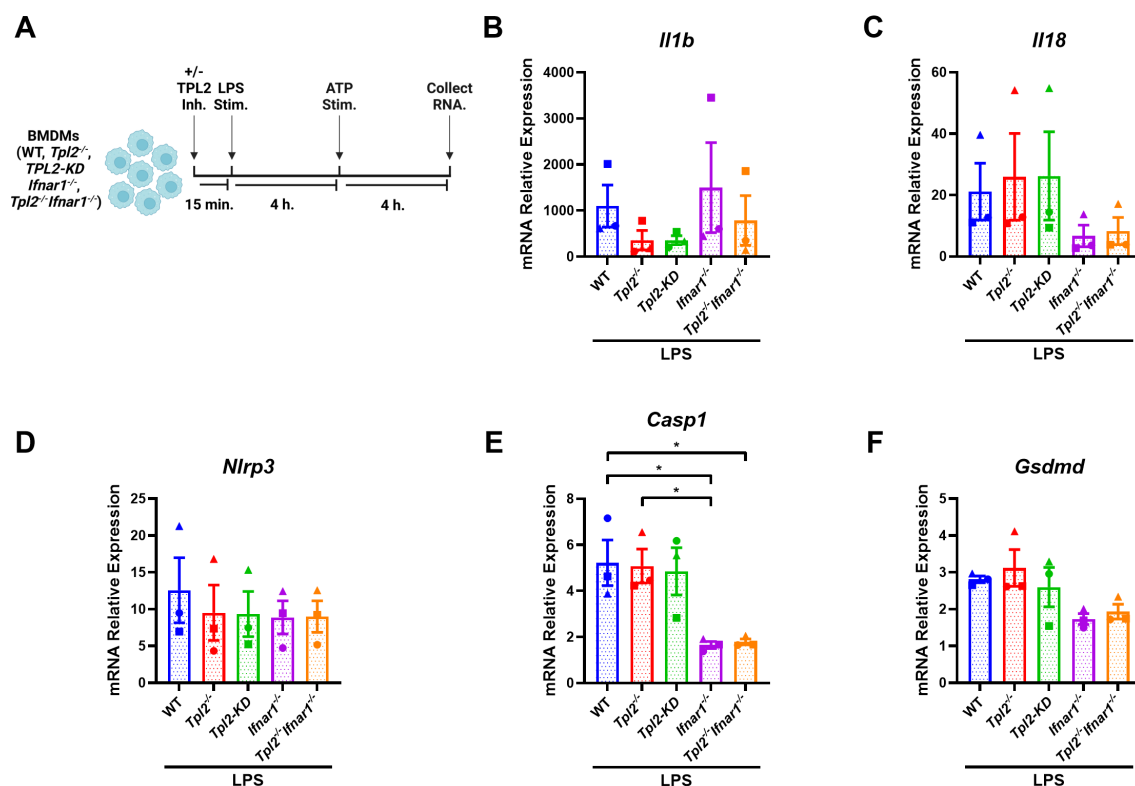 A
+/-
TPL2 LPS ATP Collect
Inh. Stim. Stim. RNA.
BMDMs
(WT, Tpl2-/-,
TPL2-KD
Ifnar1-/-,
Tpl2-/-Ifnar1-/-)
15 min. 4 h. 4 h.
B
Il1b
mRNA Relative Expression
4000
3000
2000
1000
0
WT
Tpl2-/-
Tpl2-KD
Ifnar1-/-
Tpl2-/-Ifnar1-/-
LPS
C
Il18
mRNA Relative Expression
60
40
20
0
WT
Tpl2-/-
Tpl2-KD
Ifnar1-/-
Tpl2-/-Ifnar1-/-
LPS
D
Nlrp3
mRNA Relative Expression
25
20
15
10
5
0
WT
Tpl2-/-
Tpl2-KD
Ifnar1-/-
Tpl2-/-Ifnar1-/-
LPS
E
Casp1
*
*
*
mRNA Relative Expression
8
6
4
2
0
WT
Tpl2-/-
Tpl2-KD
Ifnar1-/-
Tpl2-/-Ifnar1-/-
LPS
F
Gsdmd
mRNA Relative Expression
5
4
3
2
1
0
WT
Tpl2-/-
Tpl2-KD
Ifnar1-/-
Tpl2-/-Ifnar1-/-
LPS